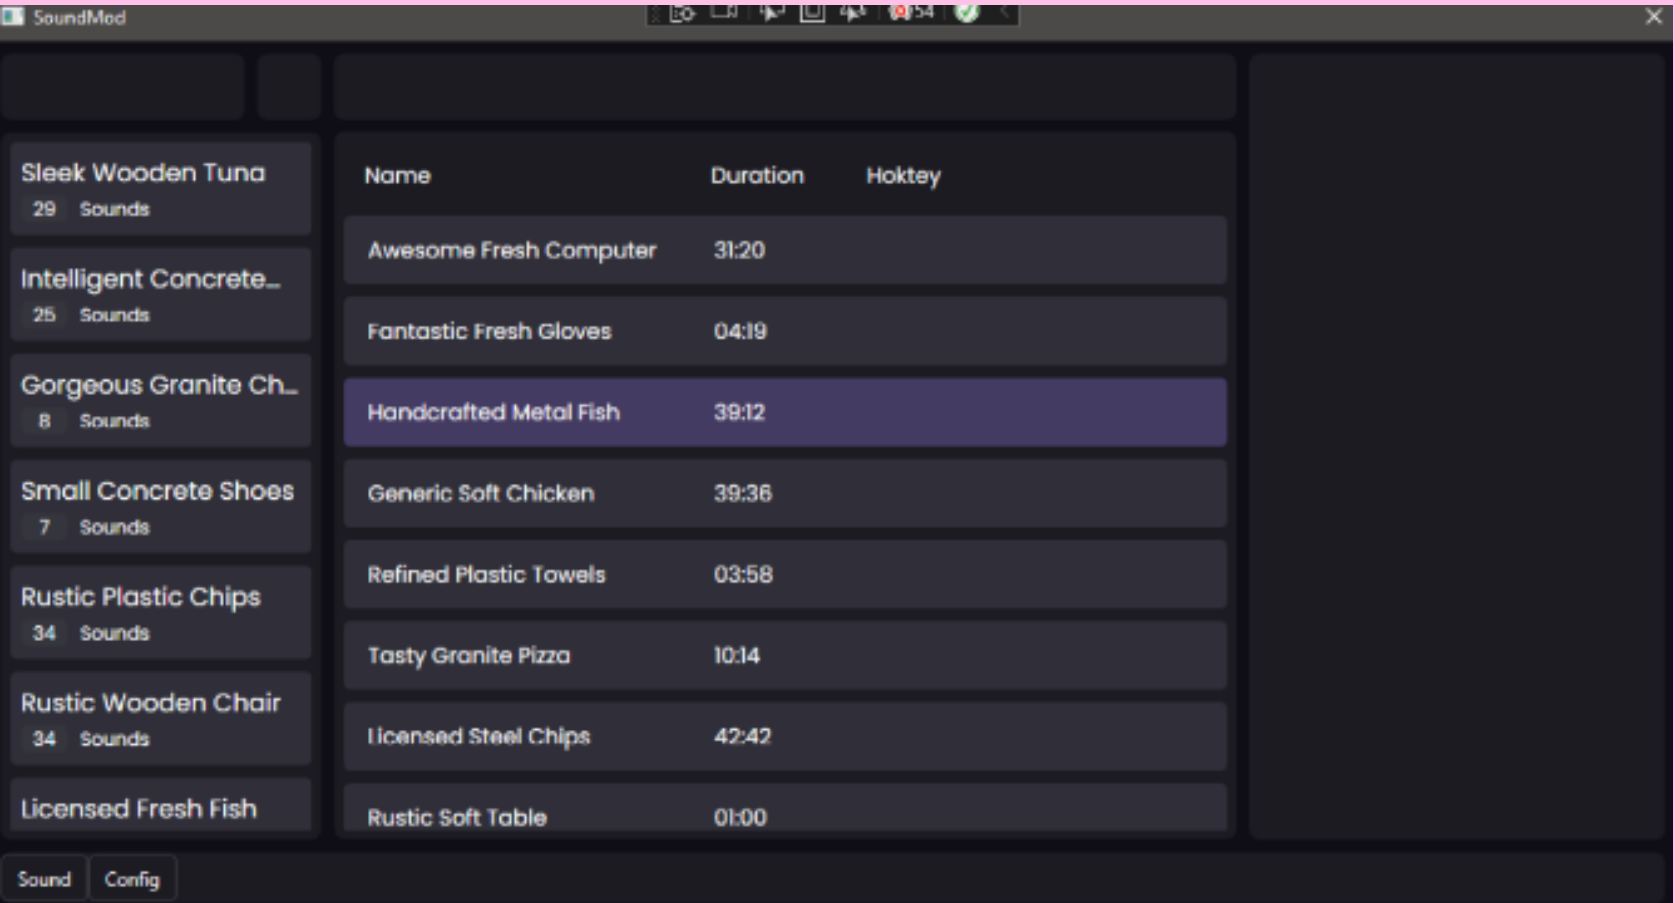 SoundMod
54
Sleek Wooden Tuna
29 Sounds
Intelligent Concrete...
25 Sounds
Gorgeous Granite Ch...
8 Sounds
Small Concrete Shoes
7 Sounds
Rustic Plastic Chips
34 Sounds
Rustic Wooden Chair
34 Sounds
Licensed Fresh Fish
Name Duration Hoktey
Awesome Fresh Computer 31:20
Fantastic Fresh Gloves 04:19
Handcrafted Metal Fish 39:12
Generic Soft Chicken 39:36
Refined Plastic Towels 03:58
Tasty Granite Pizza 10:14
Licensed Steel Chips 42:42
Rustic Soft Table 01:00
Sound Config